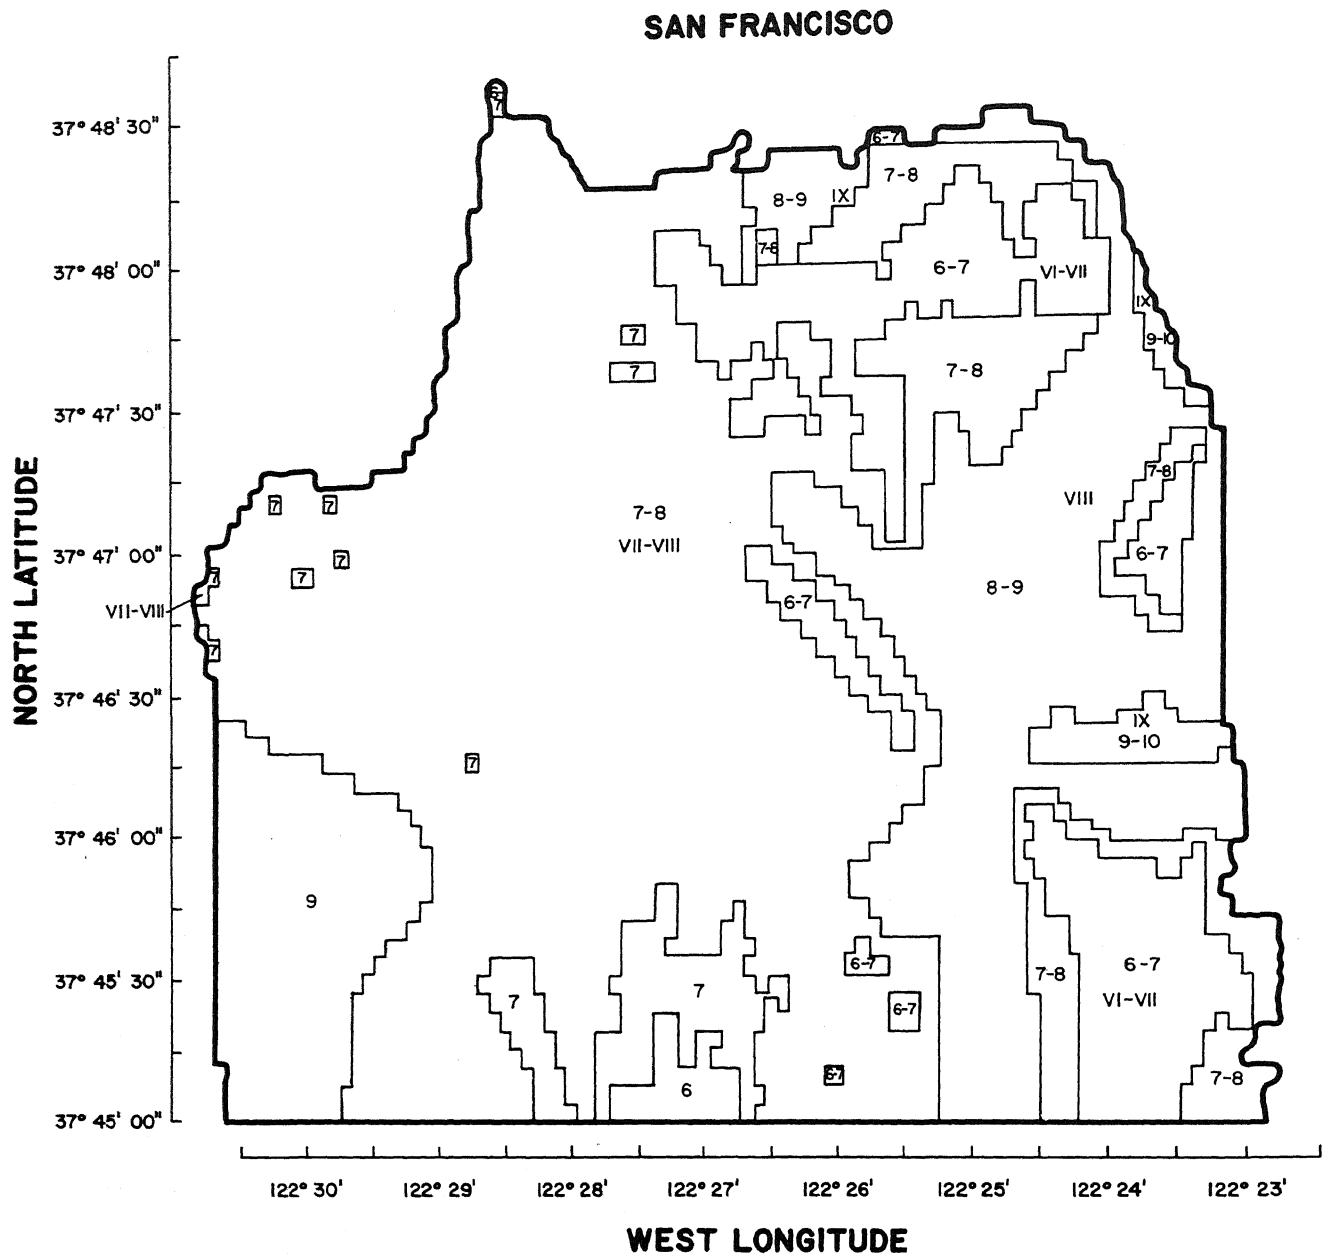 SAN FRANCISCO
6
7
37° 48' 30"
6-7
7-8
8-9
IX
7-8
6-7
VI-VII
37° 48' 00"
IX
7
9-10
7
7-8
37° 47' 30"
7-8
7
7
7-8
VIII
VII-VIII
37° 47' 00"
7
6-7
7
7
8-9
6-7
VII-VIII
7
37° 46' 30"
IX
9-10
7
37° 46' 00"
9
6-7
7-8
6-7
37° 45' 30"
7
7
VI-VII
6-7
6-7
7-8
6
37° 45' 00"
NORTH LATITUDE
122° 30'
122° 29'
122° 28'
122° 27'
122° 26'
122° 25'
122° 24'
122° 23'
WEST LONGITUDE